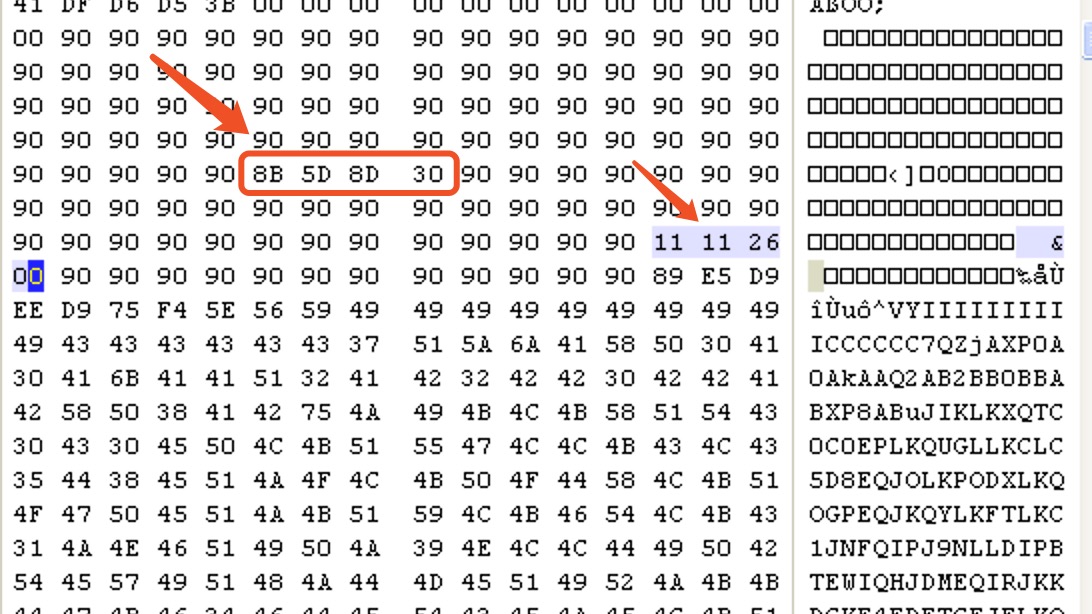 41 DF D6 D5 3B 00 00 00 00 00 00 00 00 00 00 00 AßÖÕ;
00 90 90 90 90 90 90 90 90 90 90 90 90 90 90 90 □□□□□□□□□□□□□□□
90 90 90 90 90 90 90 90 90 90 90 90 90 90 90 90 □□□□□□□□□□□□□□□□
90 90 90 90 90 90 90 90 90 90 90 90 90 90 90 90 □□□□□□□□□□□□□□□□
90 90 90 90 90 90 90 90 90 90 90 90 90 90 90 90 □□□□□□□□□□□□□□□□
90 90 90 90 90 8B 5D 8D 30 90 90 90 90 90 90 90 □□□□□<]□0□□□□□□□
90 90 90 90 90 90 90 90 90 90 90 90 90 90 90 90 □□□□□□□□□□□□□□□□
90 90 90 90 90 90 90 90 90 90 90 90 90 11 11 26 □□□□□□□□□□□□□ &
00 90 90 90 90 90 90 90 90 90 90 90 90 89 E5 D9 □□□□□□□□□□□□‰åÙ
EE D9 75 F4 5E 56 59 49 49 49 49 49 49 49 49 49 îÙuô^VYIIIIIIIII
49 43 43 43 43 43 43 37 51 5A 6A 41 58 50 30 41 ICCCCCC7QZjAXP0A
30 41 6B 41 41 51 32 41 42 32 42 42 30 42 42 41 0AkAAQ2AB2BB0BBA
42 58 50 38 41 42 75 4A 49 4B 4C 4B 58 51 54 43 BXP8ABuJIKLKXQTC
30 43 30 45 50 4C 4B 51 55 47 4C 4C 4B 43 4C 43 0C0EPLKQUGLLKCLC
35 44 38 45 51 4A 4F 4C 4B 50 4F 44 58 4C 4B 51 5D8EQJOLKPODXLKQ
4F 47 50 45 51 4A 4B 51 59 4C 4B 46 54 4C 4B 43 OGPEQJKQYLKFTLKC
31 4A 4E 46 51 49 50 4A 39 4E 4C 4C 44 49 50 42 1JNFQIPJ9NLLDIPB
54 45 57 49 51 48 4A 44 4D 45 51 49 52 4A 4B 4B TEWIQHJDMEQIRJKK